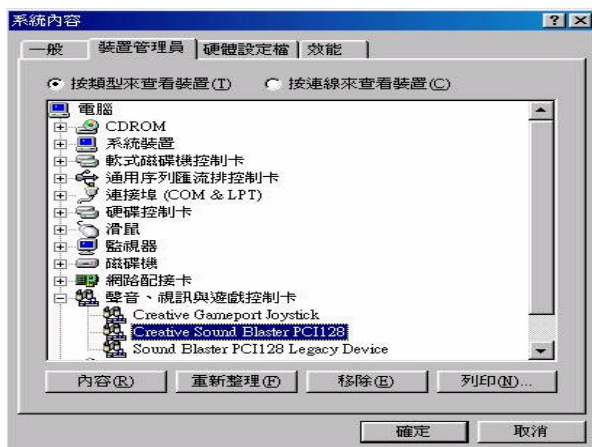 系統內容
一般 裝置管理員 硬體設定檔 效能
按類型來查看裝置(T) 按連線來查看裝置(C)
電腦
CDROM
系統裝置
軟式磁碟機控制卡
通用序列匯流排控制卡
連接埠 (COM & LPT)
硬碟控制卡
滑鼠
監視器
磁碟機
網路配接卡
聲音、視訊與遊戲控制卡
Creative Gameport Joystick
Creative Sound Blaster PCI128
Sound Blaster PCI128 Legacy Device
內容(R) 重新整理(F) 移除(E) 列印(N)...
確定 取消